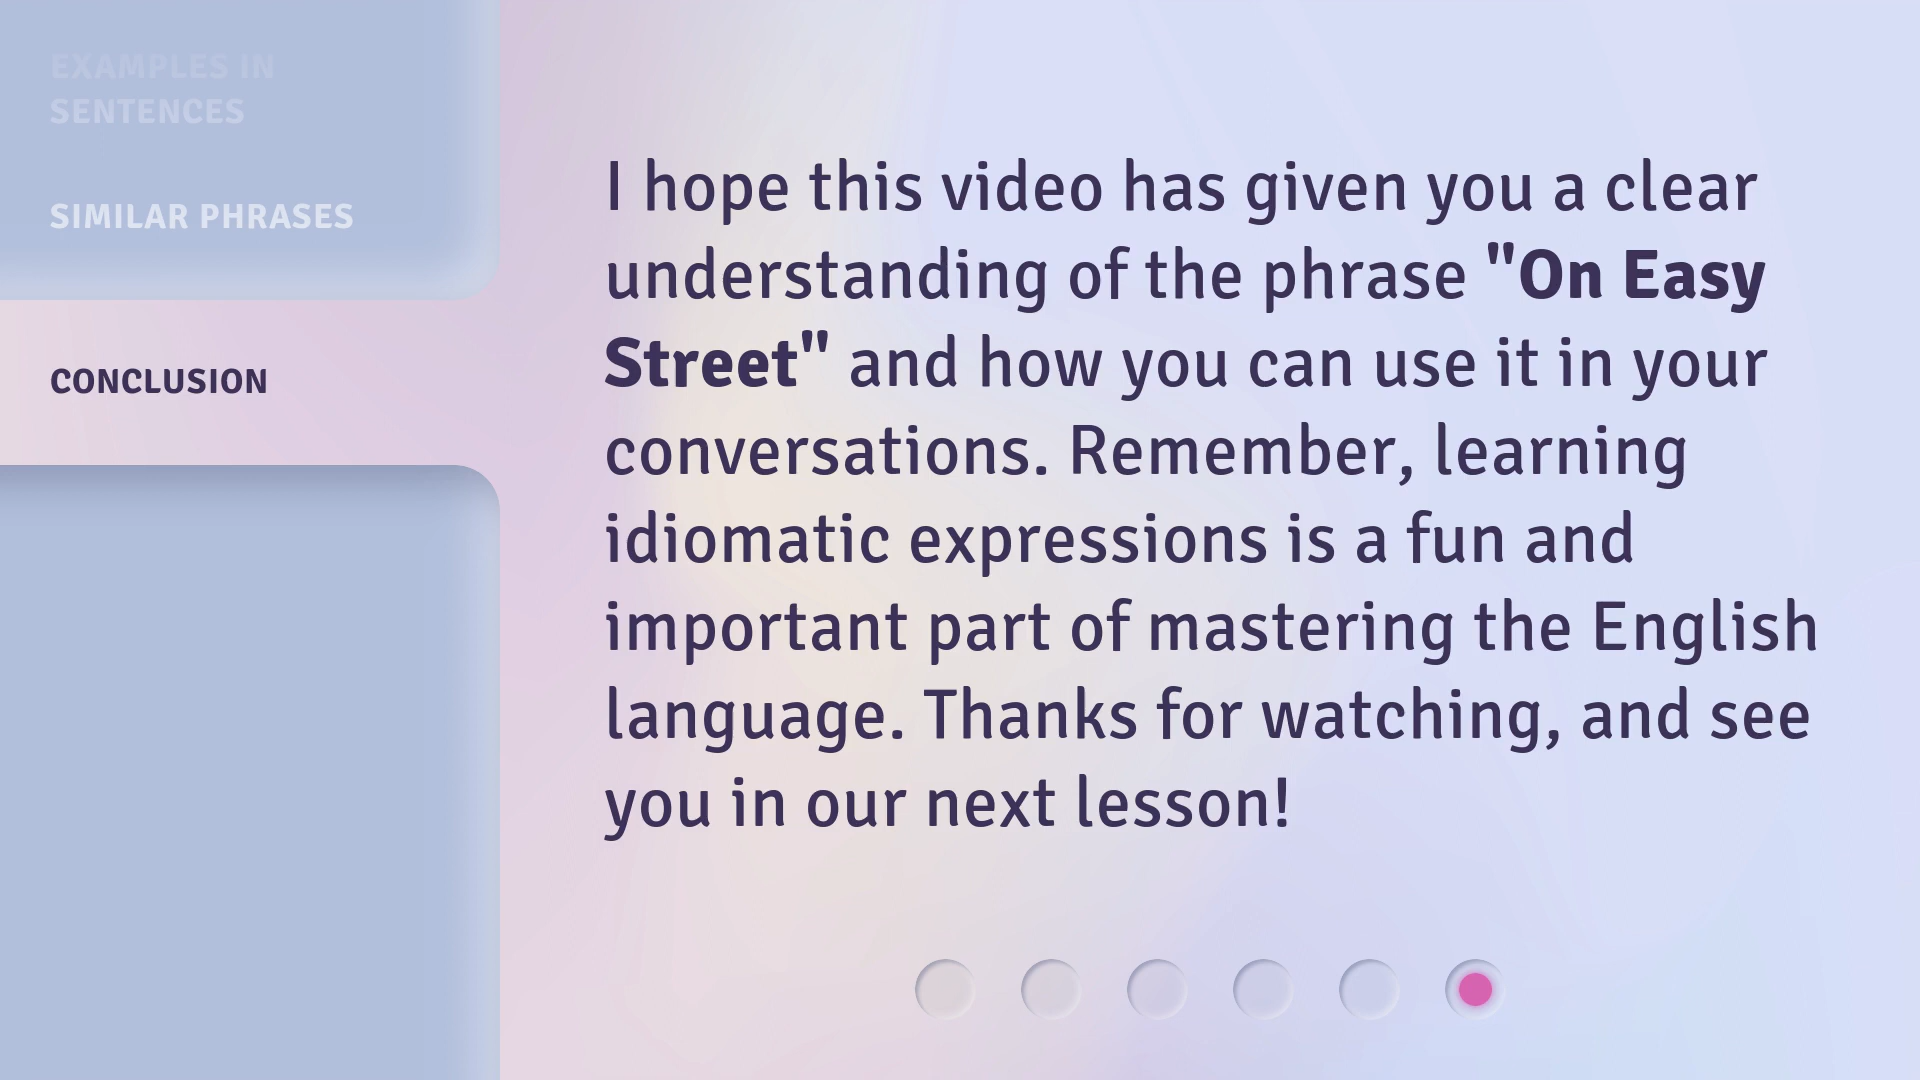 EXAMPLES IN
SENTENCES
SIMILAR PHRASES
CONCLUSION
I hope this video has given you a clear
understanding of the phrase "On Easy
Street" and how you can use it in your
conversations. Remember, learning
idiomatic expressions is a fun and
important part of mastering the English
language. Thanks for watching, and see
you in our next lesson!